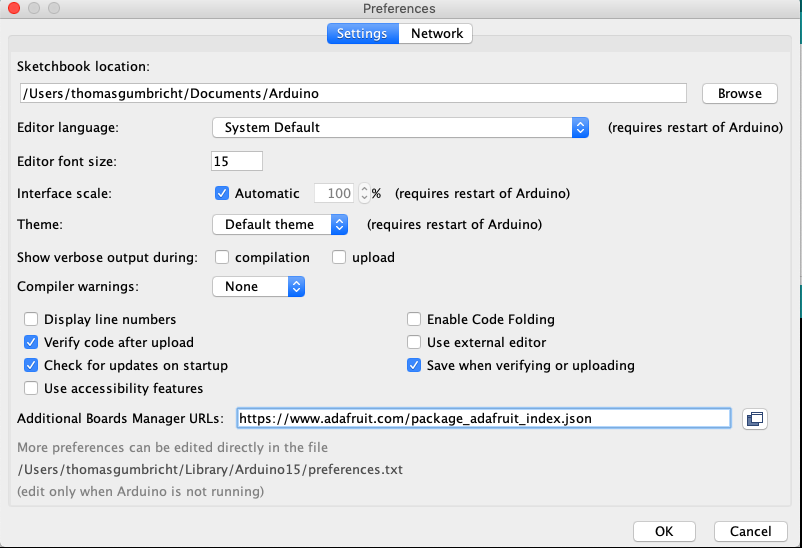 Preferences
Settings Network
Sketchbook location:
/Users/thomasgumbricht/Documents/Arduino Browse
Editor language: System Default (requires restart of Arduino)
Editor font size: 15
Interface scale: Automatic 100 % (requires restart of Arduino)
Theme: Default theme (requires restart of Arduino)
Show verbose output during: compilation upload
Compiler warnings: None
Display line numbers Enable Code Folding
Verify code after upload Use external editor
Check for updates on startup Save when verifying or uploading
Use accessibility features
Additional Boards Manager URLs: https://www.adafruit.com/package_adafruit_index.json
More preferences can be edited directly in the file
/Users/thomasgumbricht/Library/Arduino15/preferences.txt
(edit only when Arduino is not running)
OK Cancel